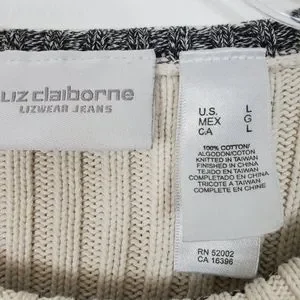 LIZ claiborne
LIZWEAR JEANS
U.S. L
MEX G
CA L
100% COTTON/
ALGODON/COTON
KNITTED IN TAIWAN
FINISHED IN CHINA
TEJIDO EN TAIWAN
COMPLETADO EN CHINA
TRICOTE A TAIWAN
COMPLETE EN CHINE
RN 52002
CA 16396